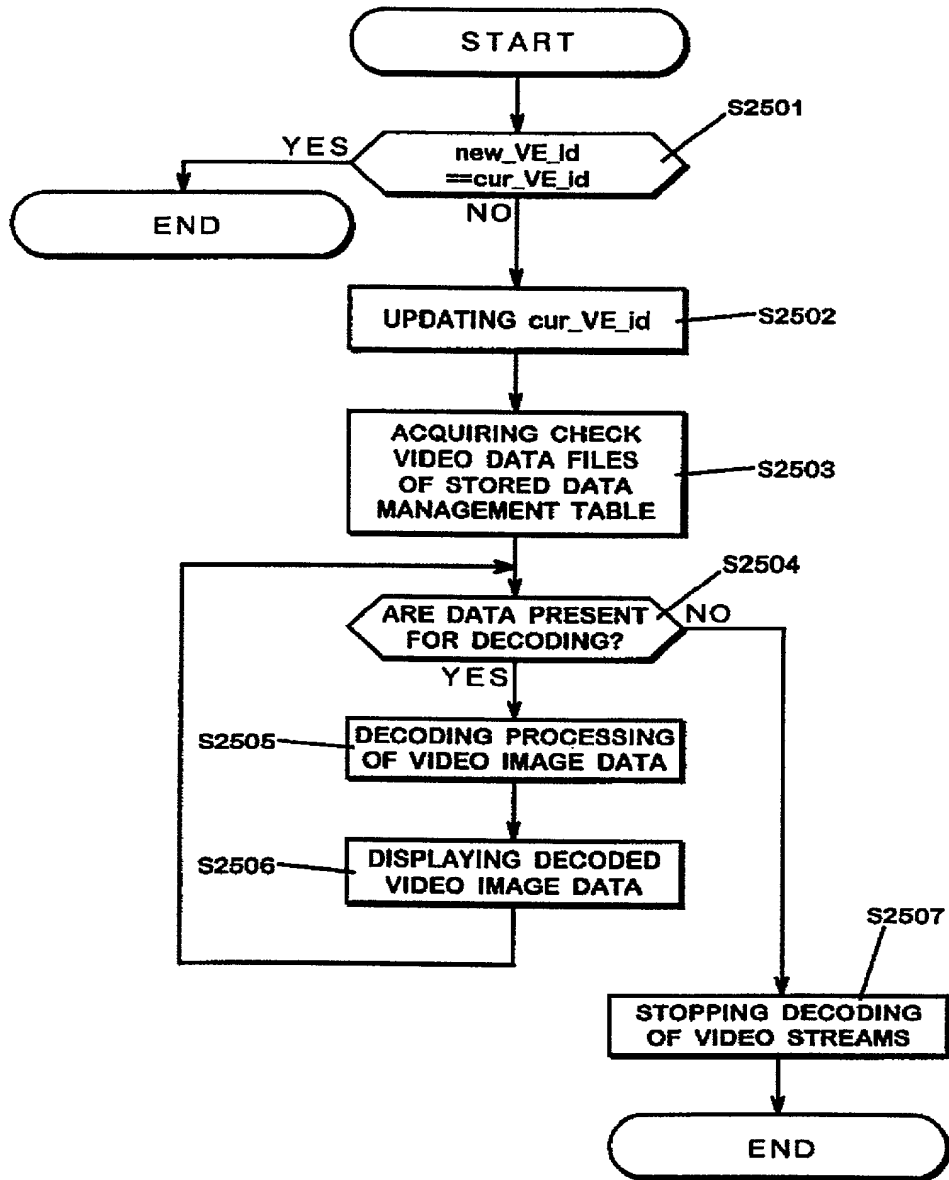 START
S2501
YES
new_VE_id
==cur_VE_id
NO
END
UPDATING cur_VE_id
S2502
ACQUIRING CHECK
VIDEO DATA FILES
OF STORED DATA
MANAGEMENT TABLE
S2503
S2504
ARE DATA PRESENT
FOR DECODING?
NO
YES
S2505
DECODING PROCESSING
OF VIDEO IMAGE DATA
S2506
DISPLAYING DECODED
VIDEO IMAGE DATA
S2507
STOPPING DECODING
OF VIDEO STREAMS
END